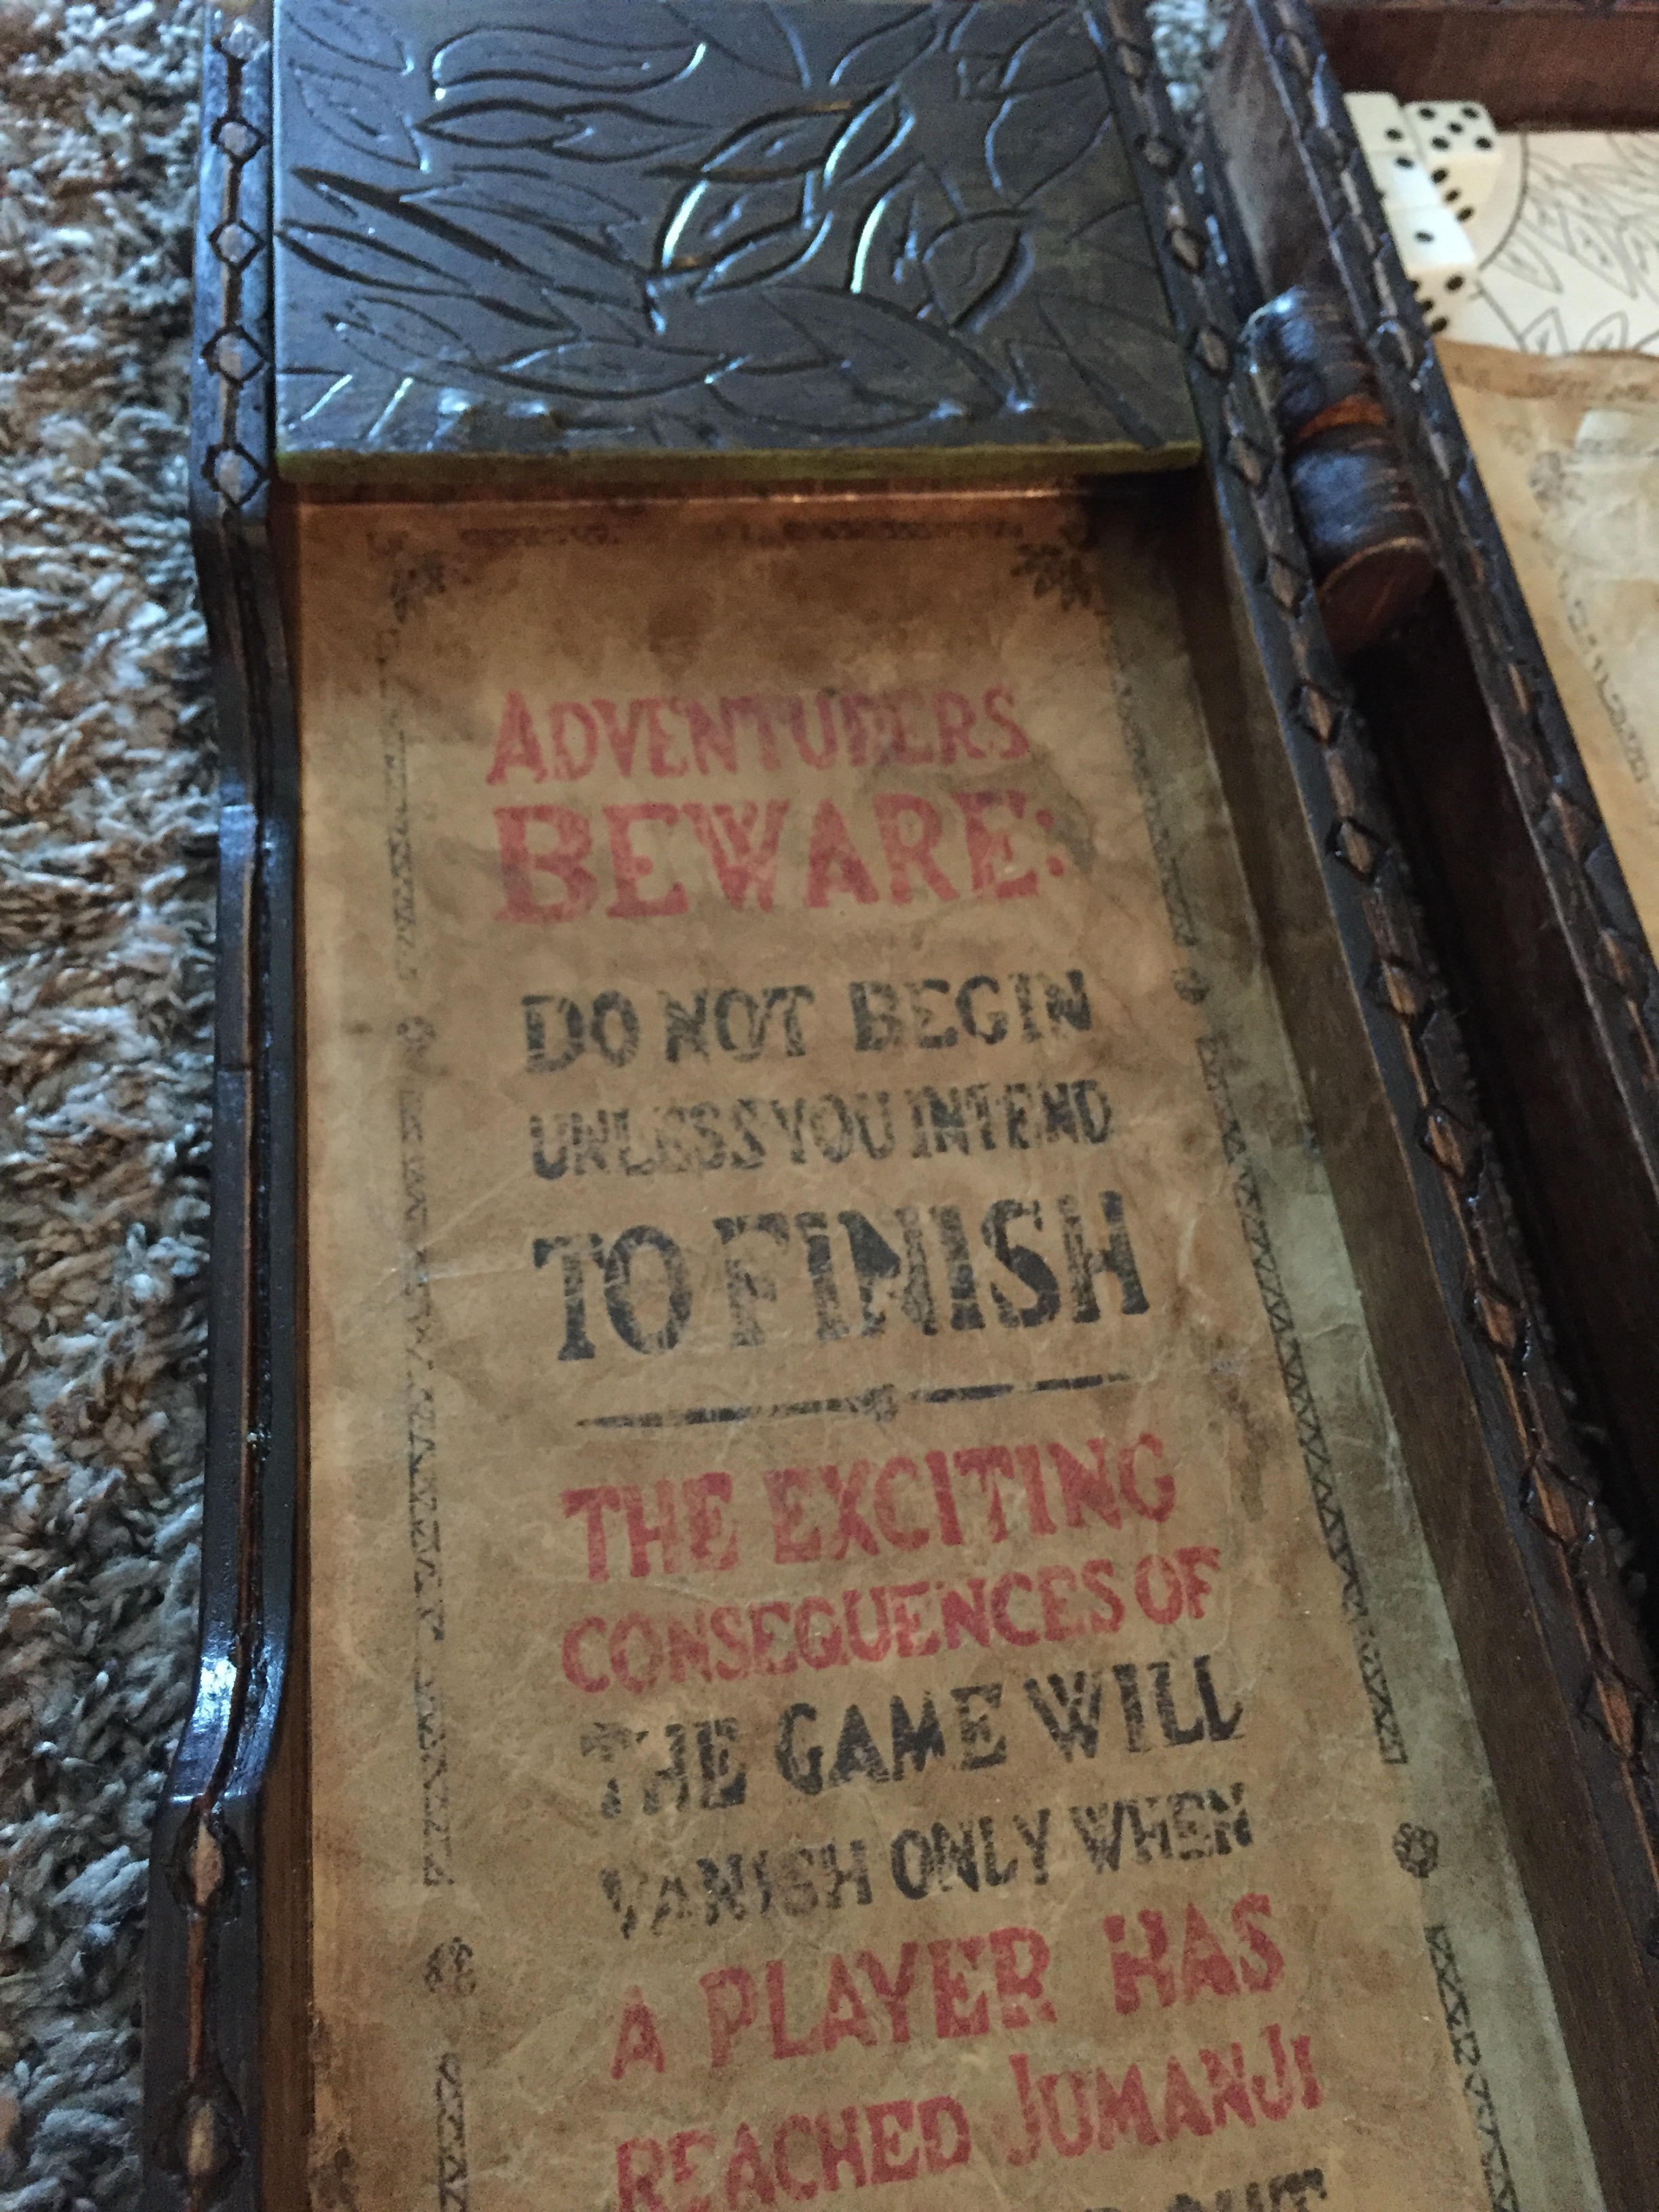 ADVENTURERS
BEWARE:
DO NOT BEGIN
UNLESS YOU INTEND
TO FINISH
THE EXCITING
CONSEQUENCES OF
THE GAME WILL
VANISH ONLY WHEN
A PLAYER HAS
REACHED JUMANJI